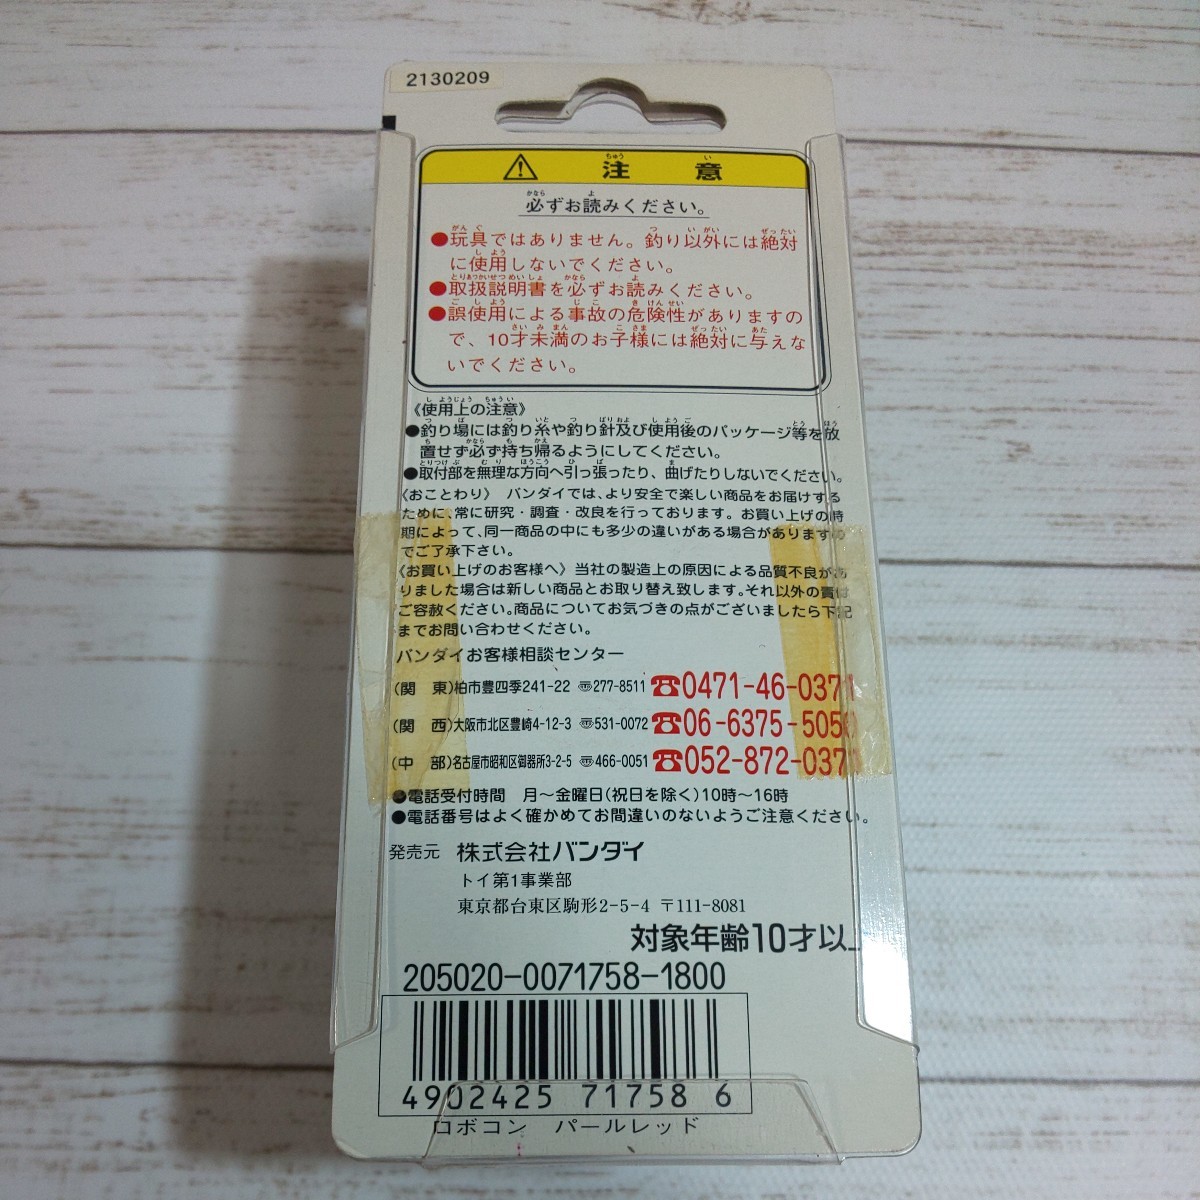 2130209
注意
必ずお読みください。
●玩具ではありません。釣り以外には絶対
に使用しないでください。
●取扱説明書を必ずお読みください。
●誤使用による事故の危険性がありますの
で、10才未満のお子様には絶対に与えな
いでください。
《使用上の注意》
●釣り場には釣り糸や釣り針及び使用後のパッケージ等を放
置せず必ず持ち帰るようにしてください。
●取付部を無理な方向へ引っ張ったり、曲げたりしないでください。
〈おことわり〉 バンダイでは、より安全で楽しい商品をお届けする
ために、常に研究・調査・改良を行っております。お買い上げの時
期によって、同一商品の中にも多少の違いがある場合がありますの
でご了承下さい。
〈お買い上げのお客様へ〉当社の製造上の原因による品質不良があ
りました場合は新しい商品とお取り替え致します。それ以外の責は
ご容赦ください。商品についてお気づきの点がございましたら下記
までお問い合わせください。
バンダイお客様相談センター
(関 東)柏市豊四季241-22 〒277-8511 ☎0471-46-0371
(関 西)大阪市北区豊崎4-12-3 〒531-0072 ☎06-6375-505
(中 部)名古屋市昭和区御器所3-2-5 〒466-0051 ☎052-872-0371
●電話受付時間 月～金曜日(祝日を除く)10時～16時
●電話番号はよく確かめてお間違いのないようご注意ください。
発売元 株式会社バンダイ
トイ第1事業部
東京都台東区駒形2-5-4 〒111-8081
対象年齢10才以上
205020-0071758-1800
4902425 71758 6
ロボコン パールレッド